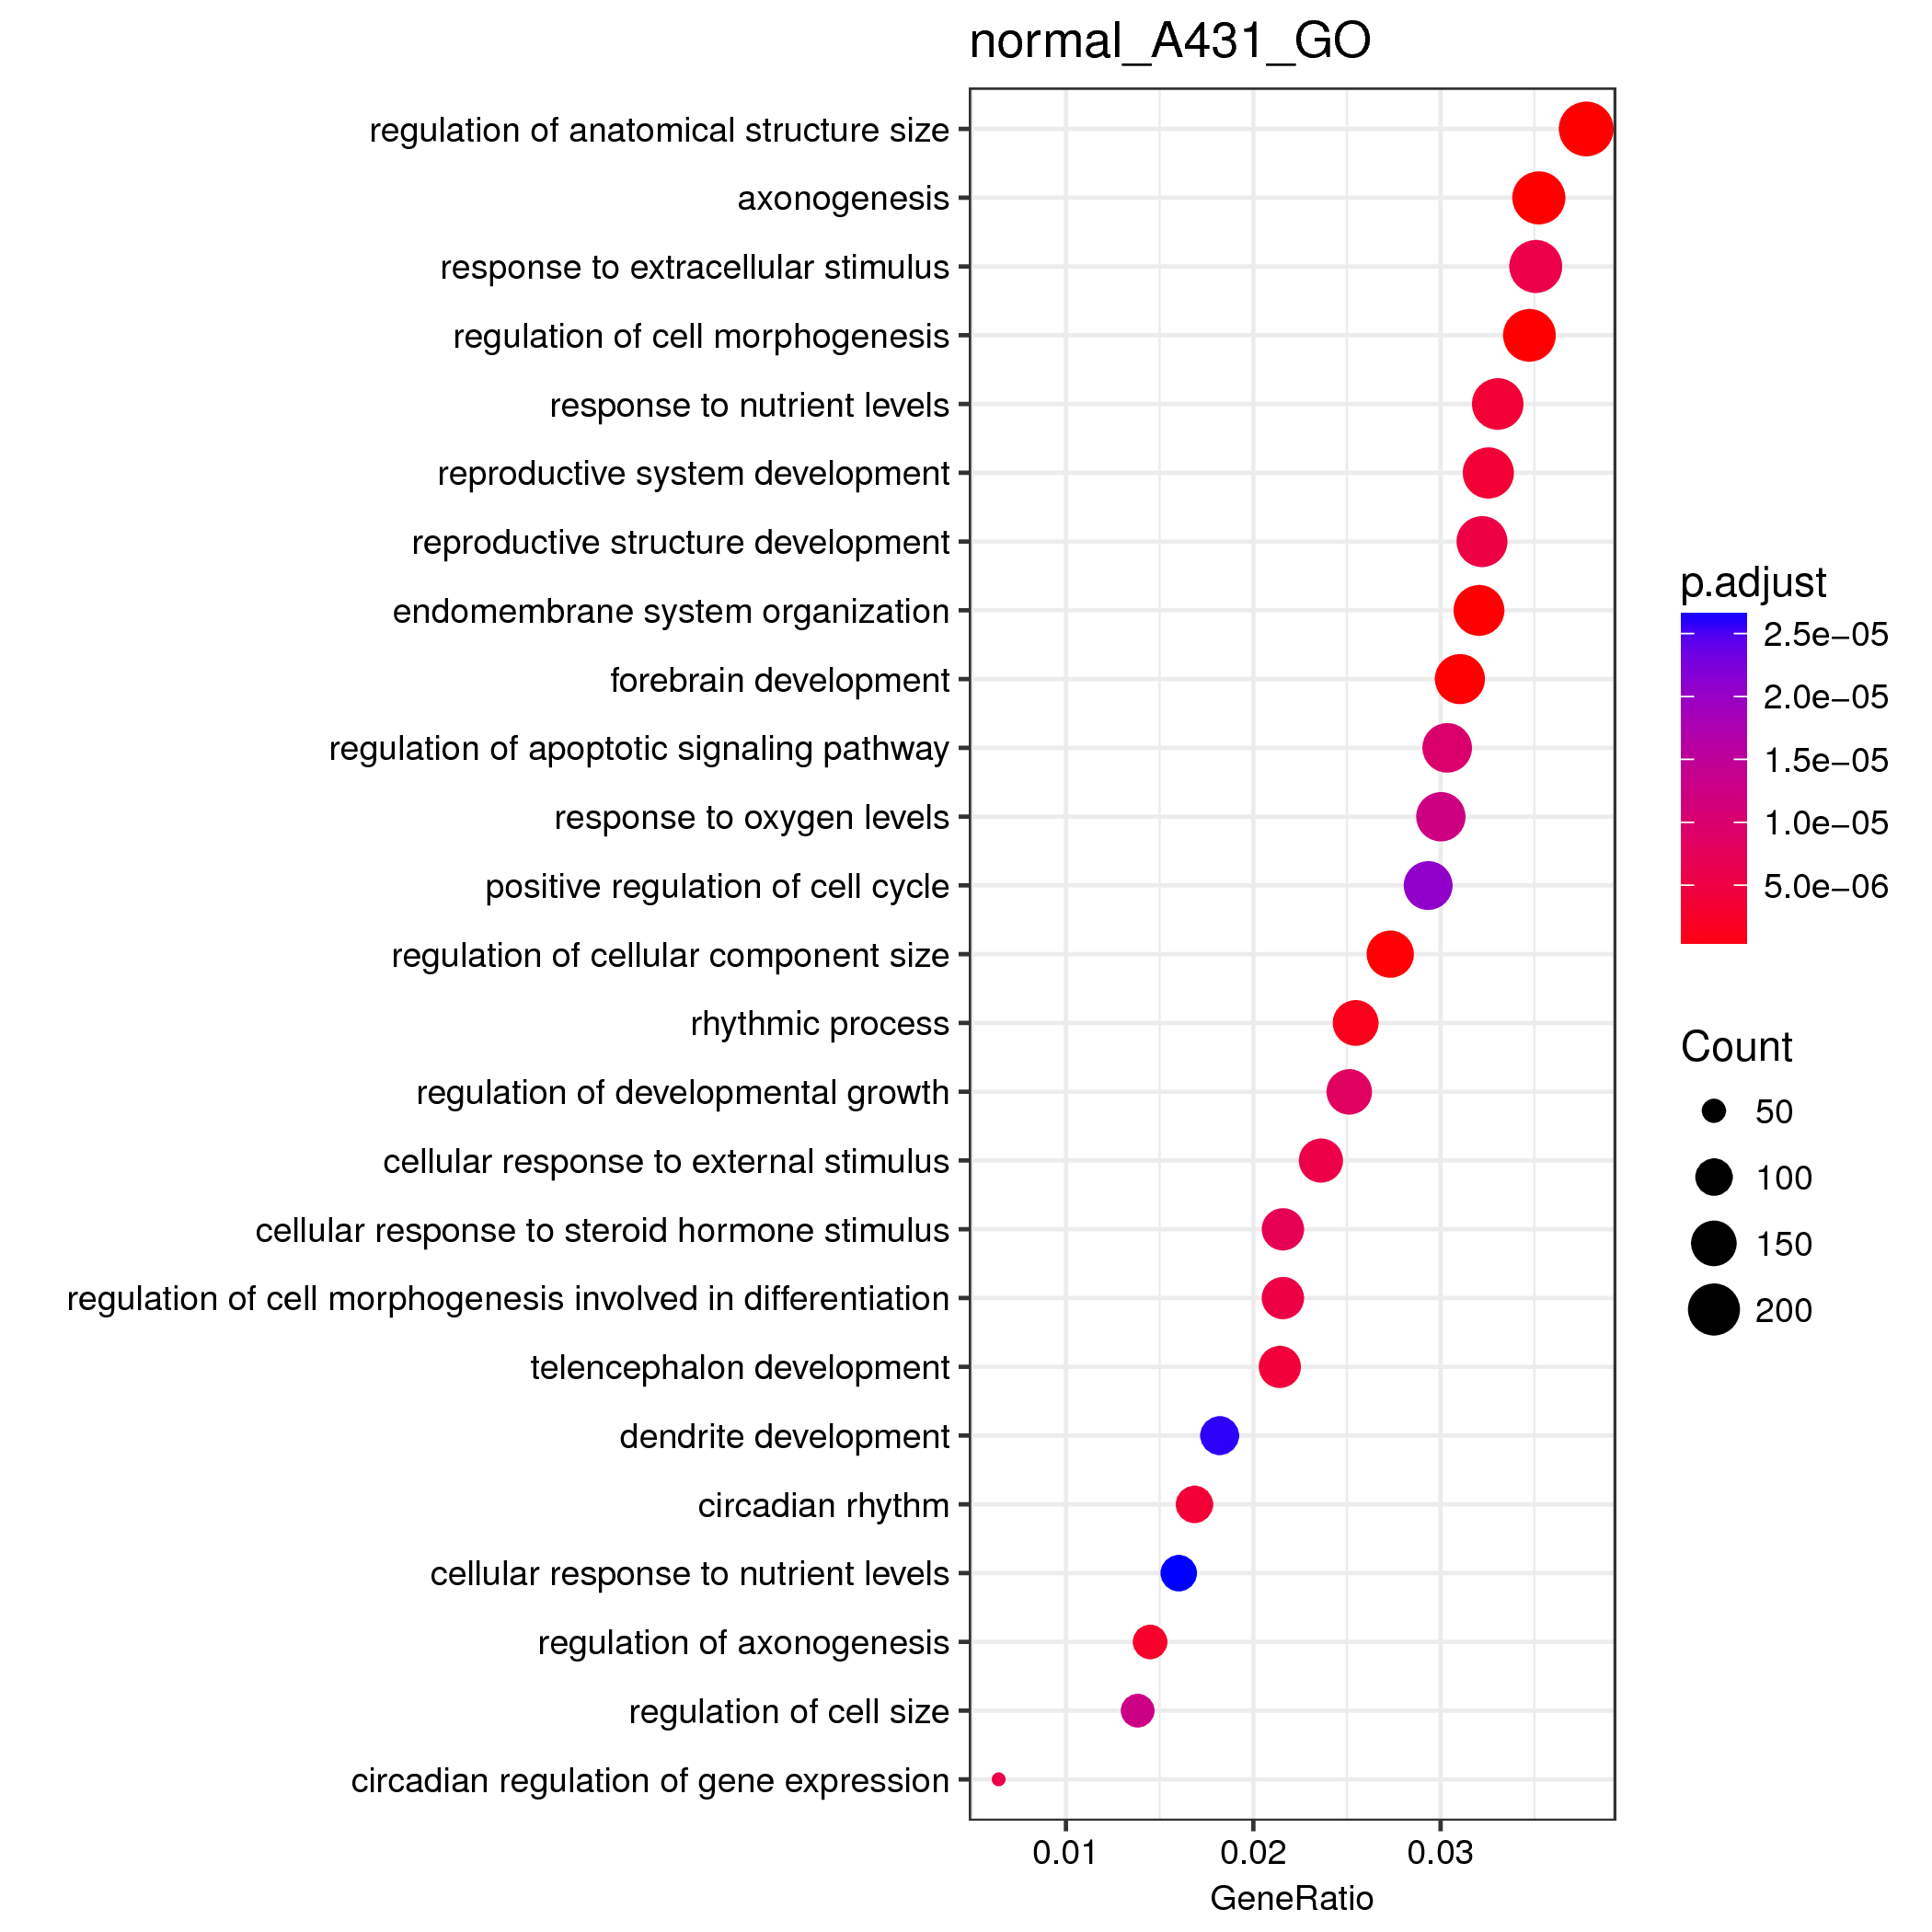 normal_A431_GO
regulation of anatomical structure size
axonogenesis
response to extracellular stimulus
regulation of cell morphogenesis
response to nutrient levels
reproductive system development
reproductive structure development
endomembrane system organization
forebrain development
regulation of apoptotic signaling pathway
response to oxygen levels
positive regulation of cell cycle
regulation of cellular component size
rhythmic process
regulation of developmental growth
cellular response to external stimulus
cellular response to steroid hormone stimulus
regulation of cell morphogenesis involved in differentiation
telencephalon development
dendrite development
circadian rhythm
cellular response to nutrient levels
regulation of axonogenesis
regulation of cell size
circadian regulation of gene expression
0.01 0.02 0.03
GeneRatio
p.adjust
2.5e−05
2.0e−05
1.5e−05
1.0e−05
5.0e−06
Count
50
100
150
200